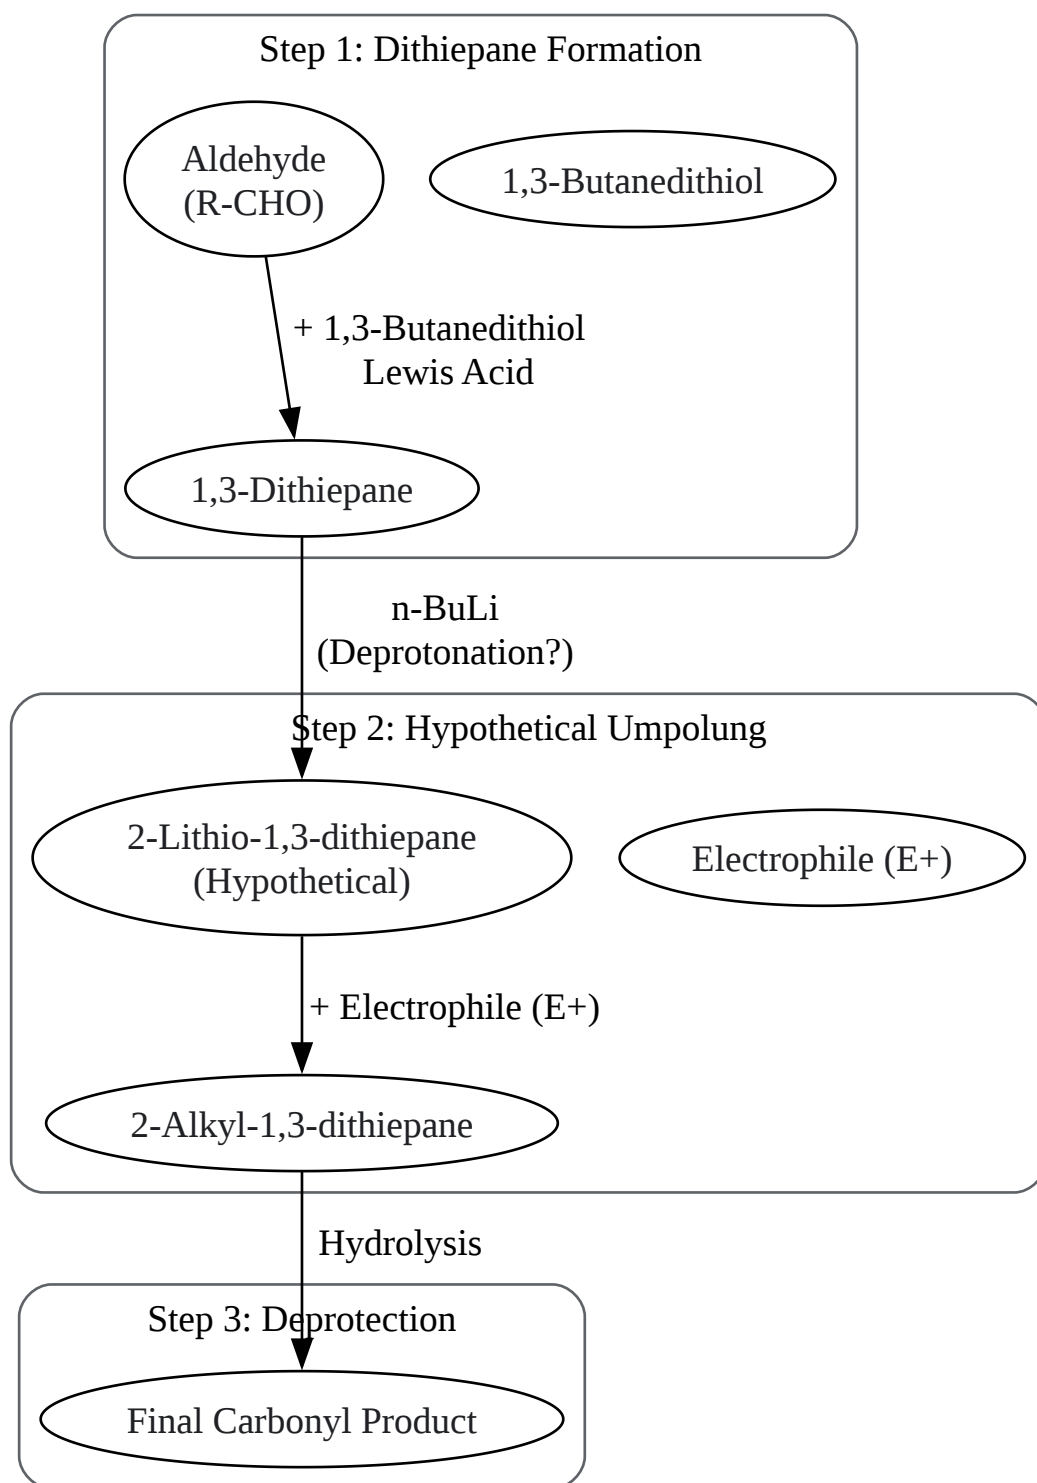 Step 1: Dithiepane Formation
Aldehyde
(R-CHO)
1,3-Butanedithiol
+ 1,3-Butanedithiol
Lewis Acid
1,3-Dithiepane
n-BuLi
(Deprotonation?)
Step 2: Hypothetical Umpolung
2-Lithio-1,3-dithiepane
(Hypothetical)
Electrophile (E+)
+ Electrophile (E+)
2-Alkyl-1,3-dithiepane
Hydrolysis
Step 3: Deprotection
Final Carbonyl Product